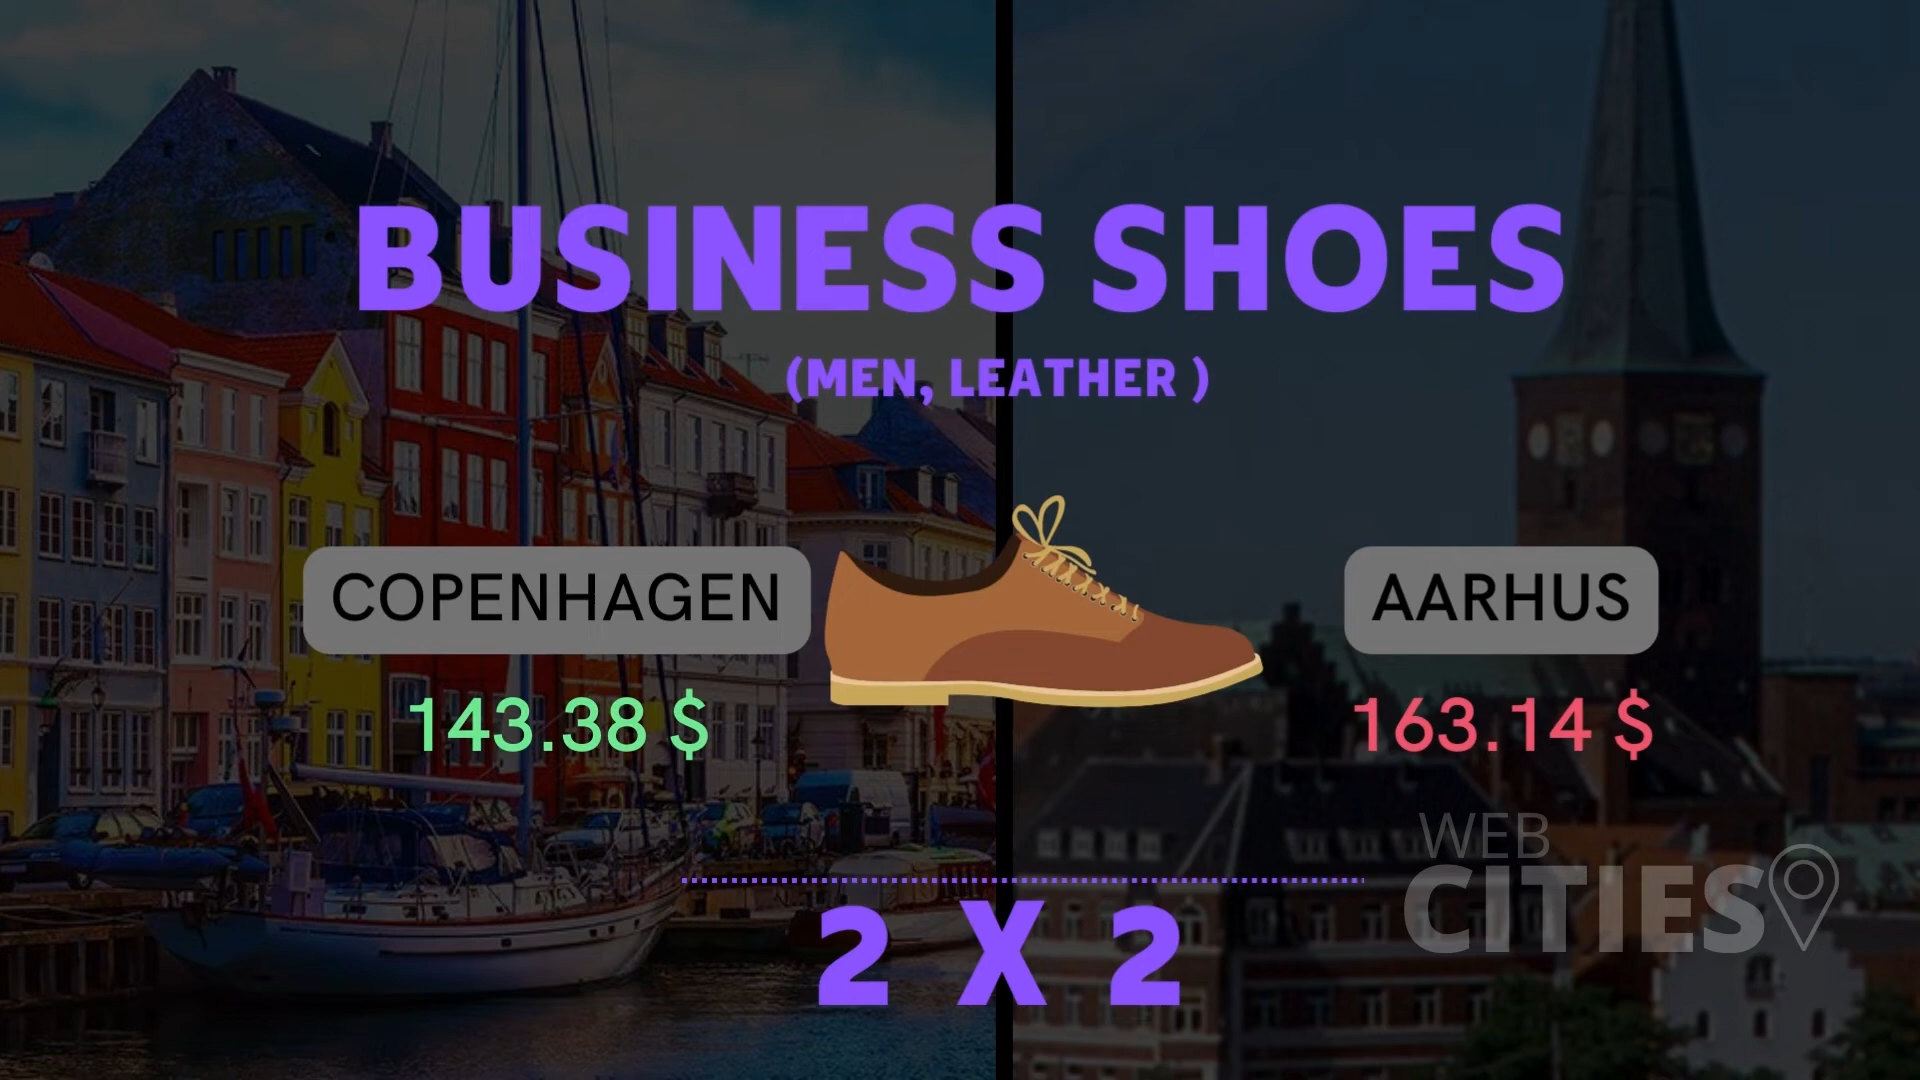 BUSINESS SHOES
(MEN, LEATHER )
COPENHAGEN
AARHUS
143.38 $
163.14 $
WEB
CITIES
2 X 2